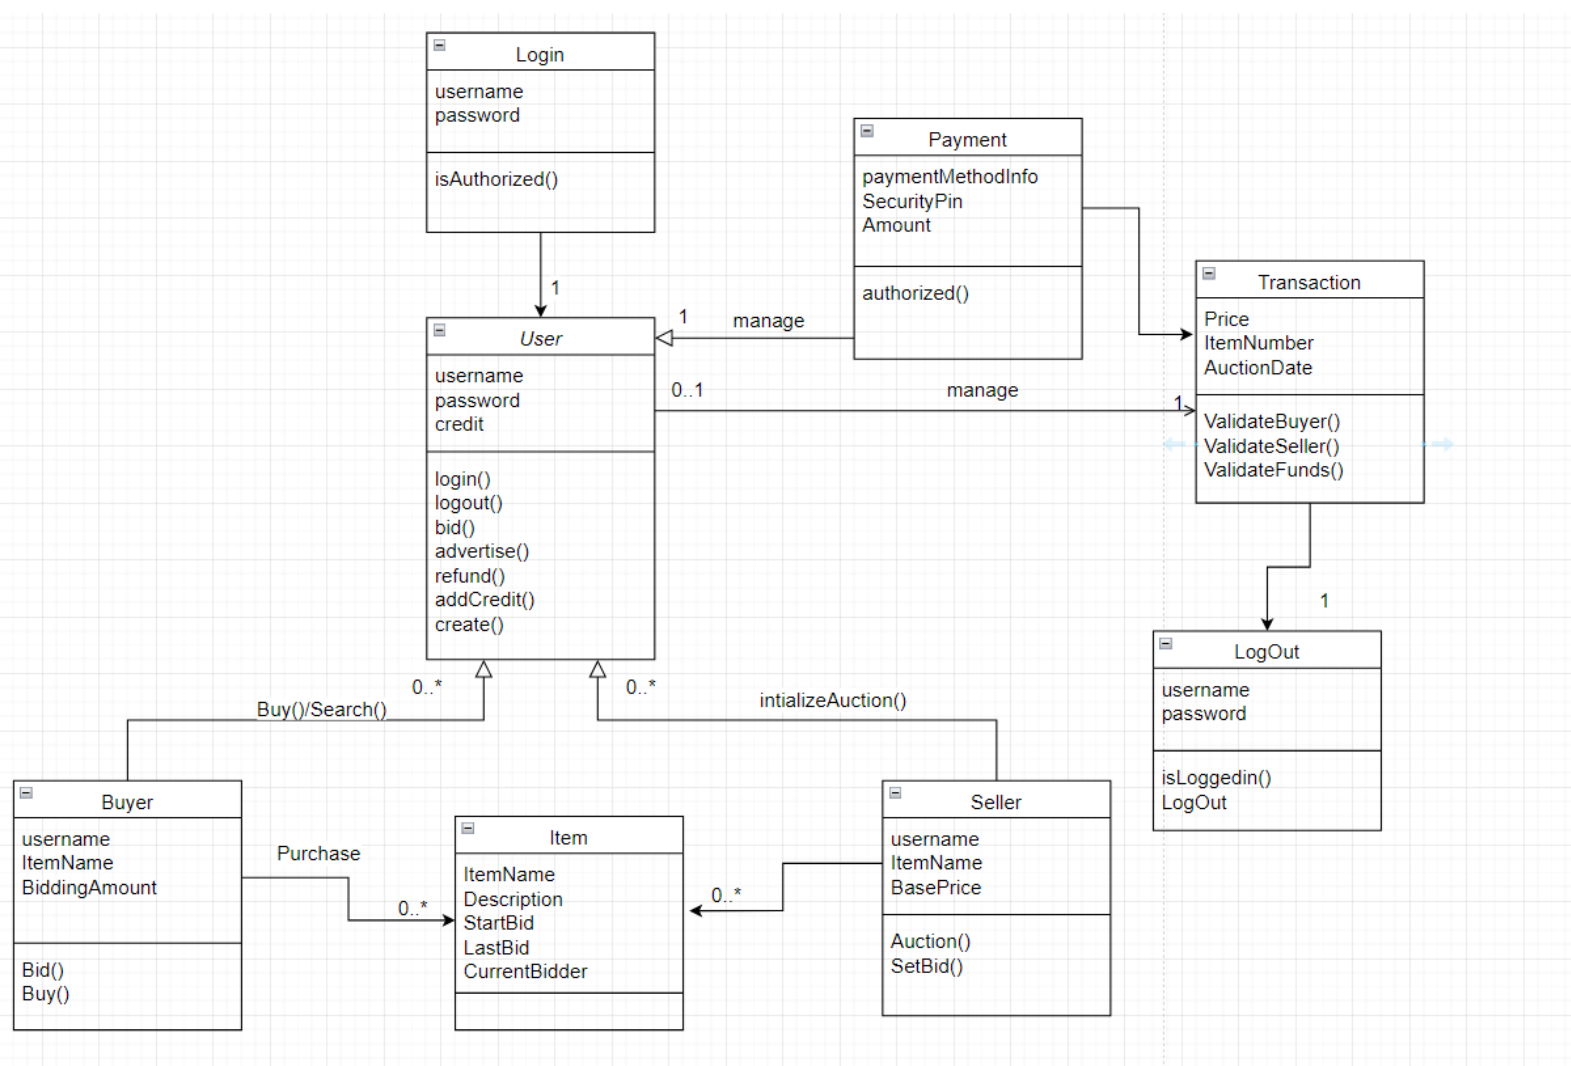 Login
username
password
isAuthorized()
1
Payment
paymentMethodInfo
SecurityPin
Amount
authorized()
Transaction
Price
ItemNumber
AuctionDate
ValidateBuyer()
ValidateSeller()
ValidateFunds()
1
manage
0..1
manage
1
User
username
password
credit
login()
logout()
bid()
advertise()
refund()
addCredit()
create()
0..*
0..*
Buy()/Search()
intializeAuction()
1
LogOut
username
password
isLoggedin()
LogOut
Buyer
username
ItemName
BiddingAmount
Bid()
Buy()
Purchase
0..*
Item
ItemName
Description
StartBid
LastBid
CurrentBidder
0..*
Seller
username
ItemName
BasePrice
Auction()
SetBid()